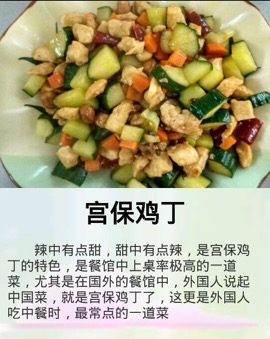 宫保鸡丁
辣中有点甜，甜中有点辣，是宫保鸡
丁的特色，是餐馆中上桌率极高的一道
菜，尤其是在国外的餐馆中，外国人说起
中国菜，就是宫保鸡丁了，这更是外国人
吃中餐时，最常点的一道菜